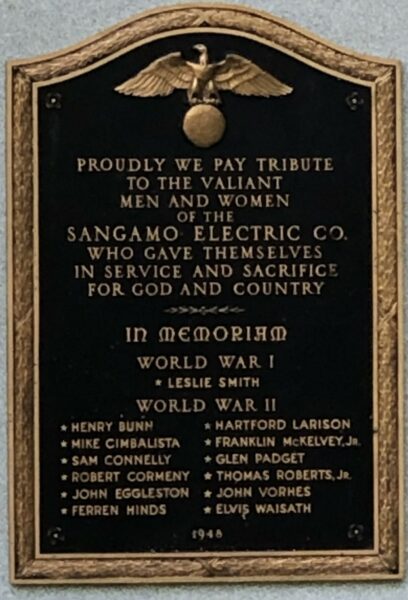 PROUDLY WE PAY TRIBUTE
TO THE VALIANT
MEN AND WOMEN
OF THE
SANGAMO ELECTRIC CO.
WHO GAVE THEMSELVES
IN SERVICE AND SACRIFICE
FOR GOD AND COUNTRY
IN MEMORIAM
WORLD WAR I
★ LESLIE SMITH
WORLD WAR II
★ HENRY BUNN ★ HARTFORD LARISON
★ MIKE CIMBALISTA ★ FRANKLIN McKELVEY, JR.
★ SAM CONNELLY ★ GLEN PADGET
★ ROBERT CORMENY ★ THOMAS ROBERTS, JR.
★ JOHN EGGLESTON ★ JOHN VORHES
★ FERREN HINDS ★ ELVIS WAISATH
1948